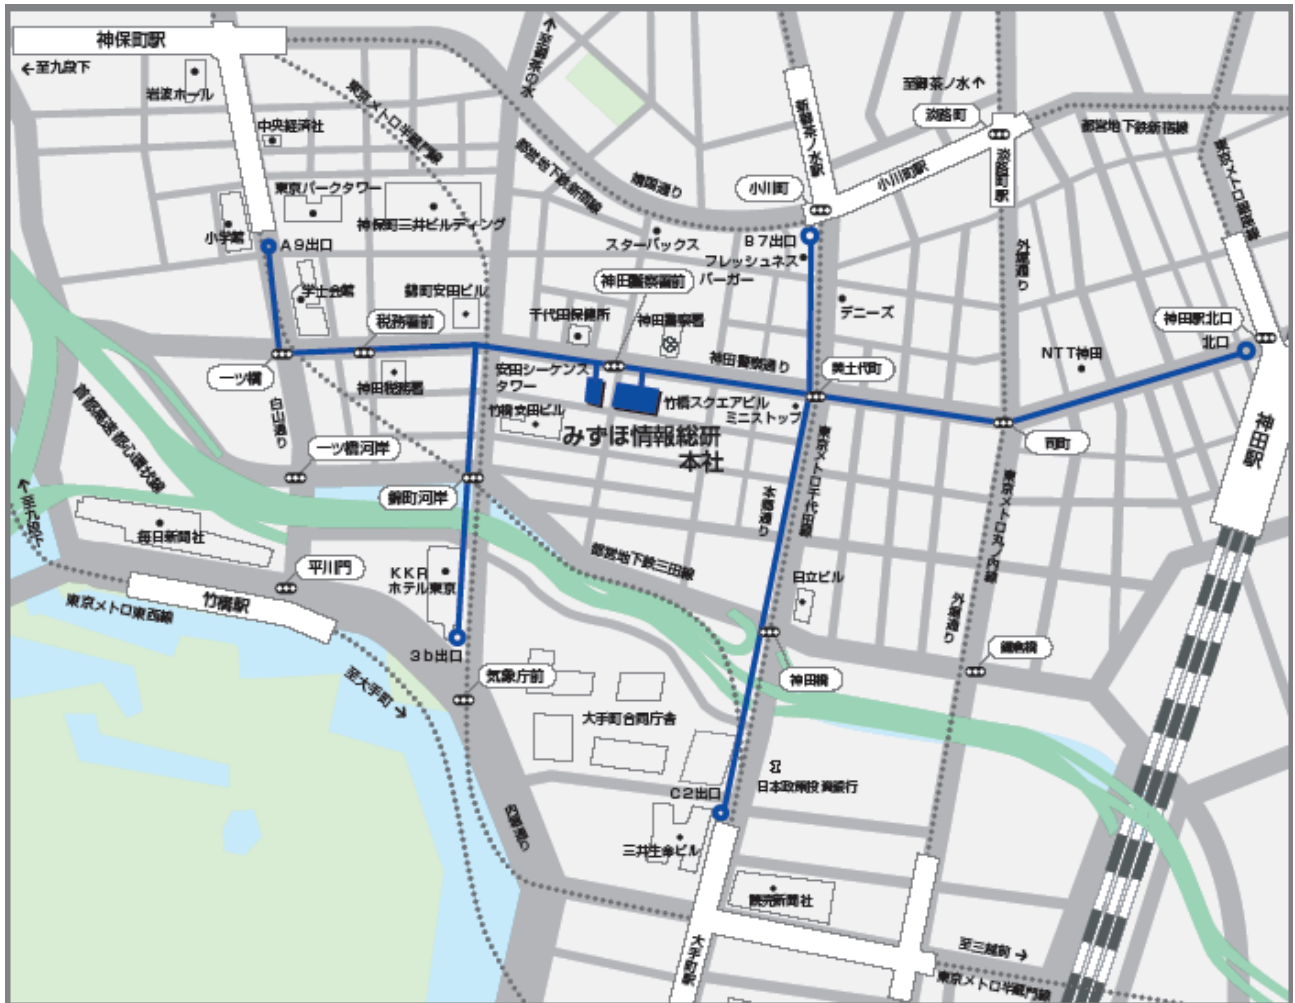 神保町駅
←至九段下
岩波ホール
中央経済社
東京メトロ半蔵門線
至御茶の水
都営地下鉄新宿線
靖国通り
新御茶ノ水駅
至御茶ノ水
淡路町
都営地下鉄新宿線
淡路町駅
小川町駅
小川町
東京メトロ銀座線
東京パークタワー
神保町三井ビルディング
小学館
A9出口
スターバックス
B7出口
フレッシュネス
バーガー
外堀通り
学士会館
錦町安田ビル
神田警察署前
税務署前
千代田保健所
神田警察署
デニーズ
神田駅北口
北口
NTT神田
神田警察通り
美土代町
安田シーケンス
タワー
一ツ橋
神田税務署
白山通り
竹橋安田ビル
竹橋スクエアビル
ミニストップ
みずほ情報総研
本社
司町
神田駅
首都高速都心環状線
一ツ橋河岸
錦町河岸
本郷通り
東京メトロ千代田線
東京メトロ丸ノ内線
毎日新聞社
都営地下鉄三田線
平川門
KKR
ホテル東京
日立ビル
外堀通り
竹橋駅
東京メトロ東西線
3b出口
鎌倉橋
気象庁前
神田橋
至大手町→
大手町合同庁舎
日本政策投資銀行
C2出口
三井生命ビル
読売新聞社
大手町駅
至三越前→
東京メトロ半蔵門線